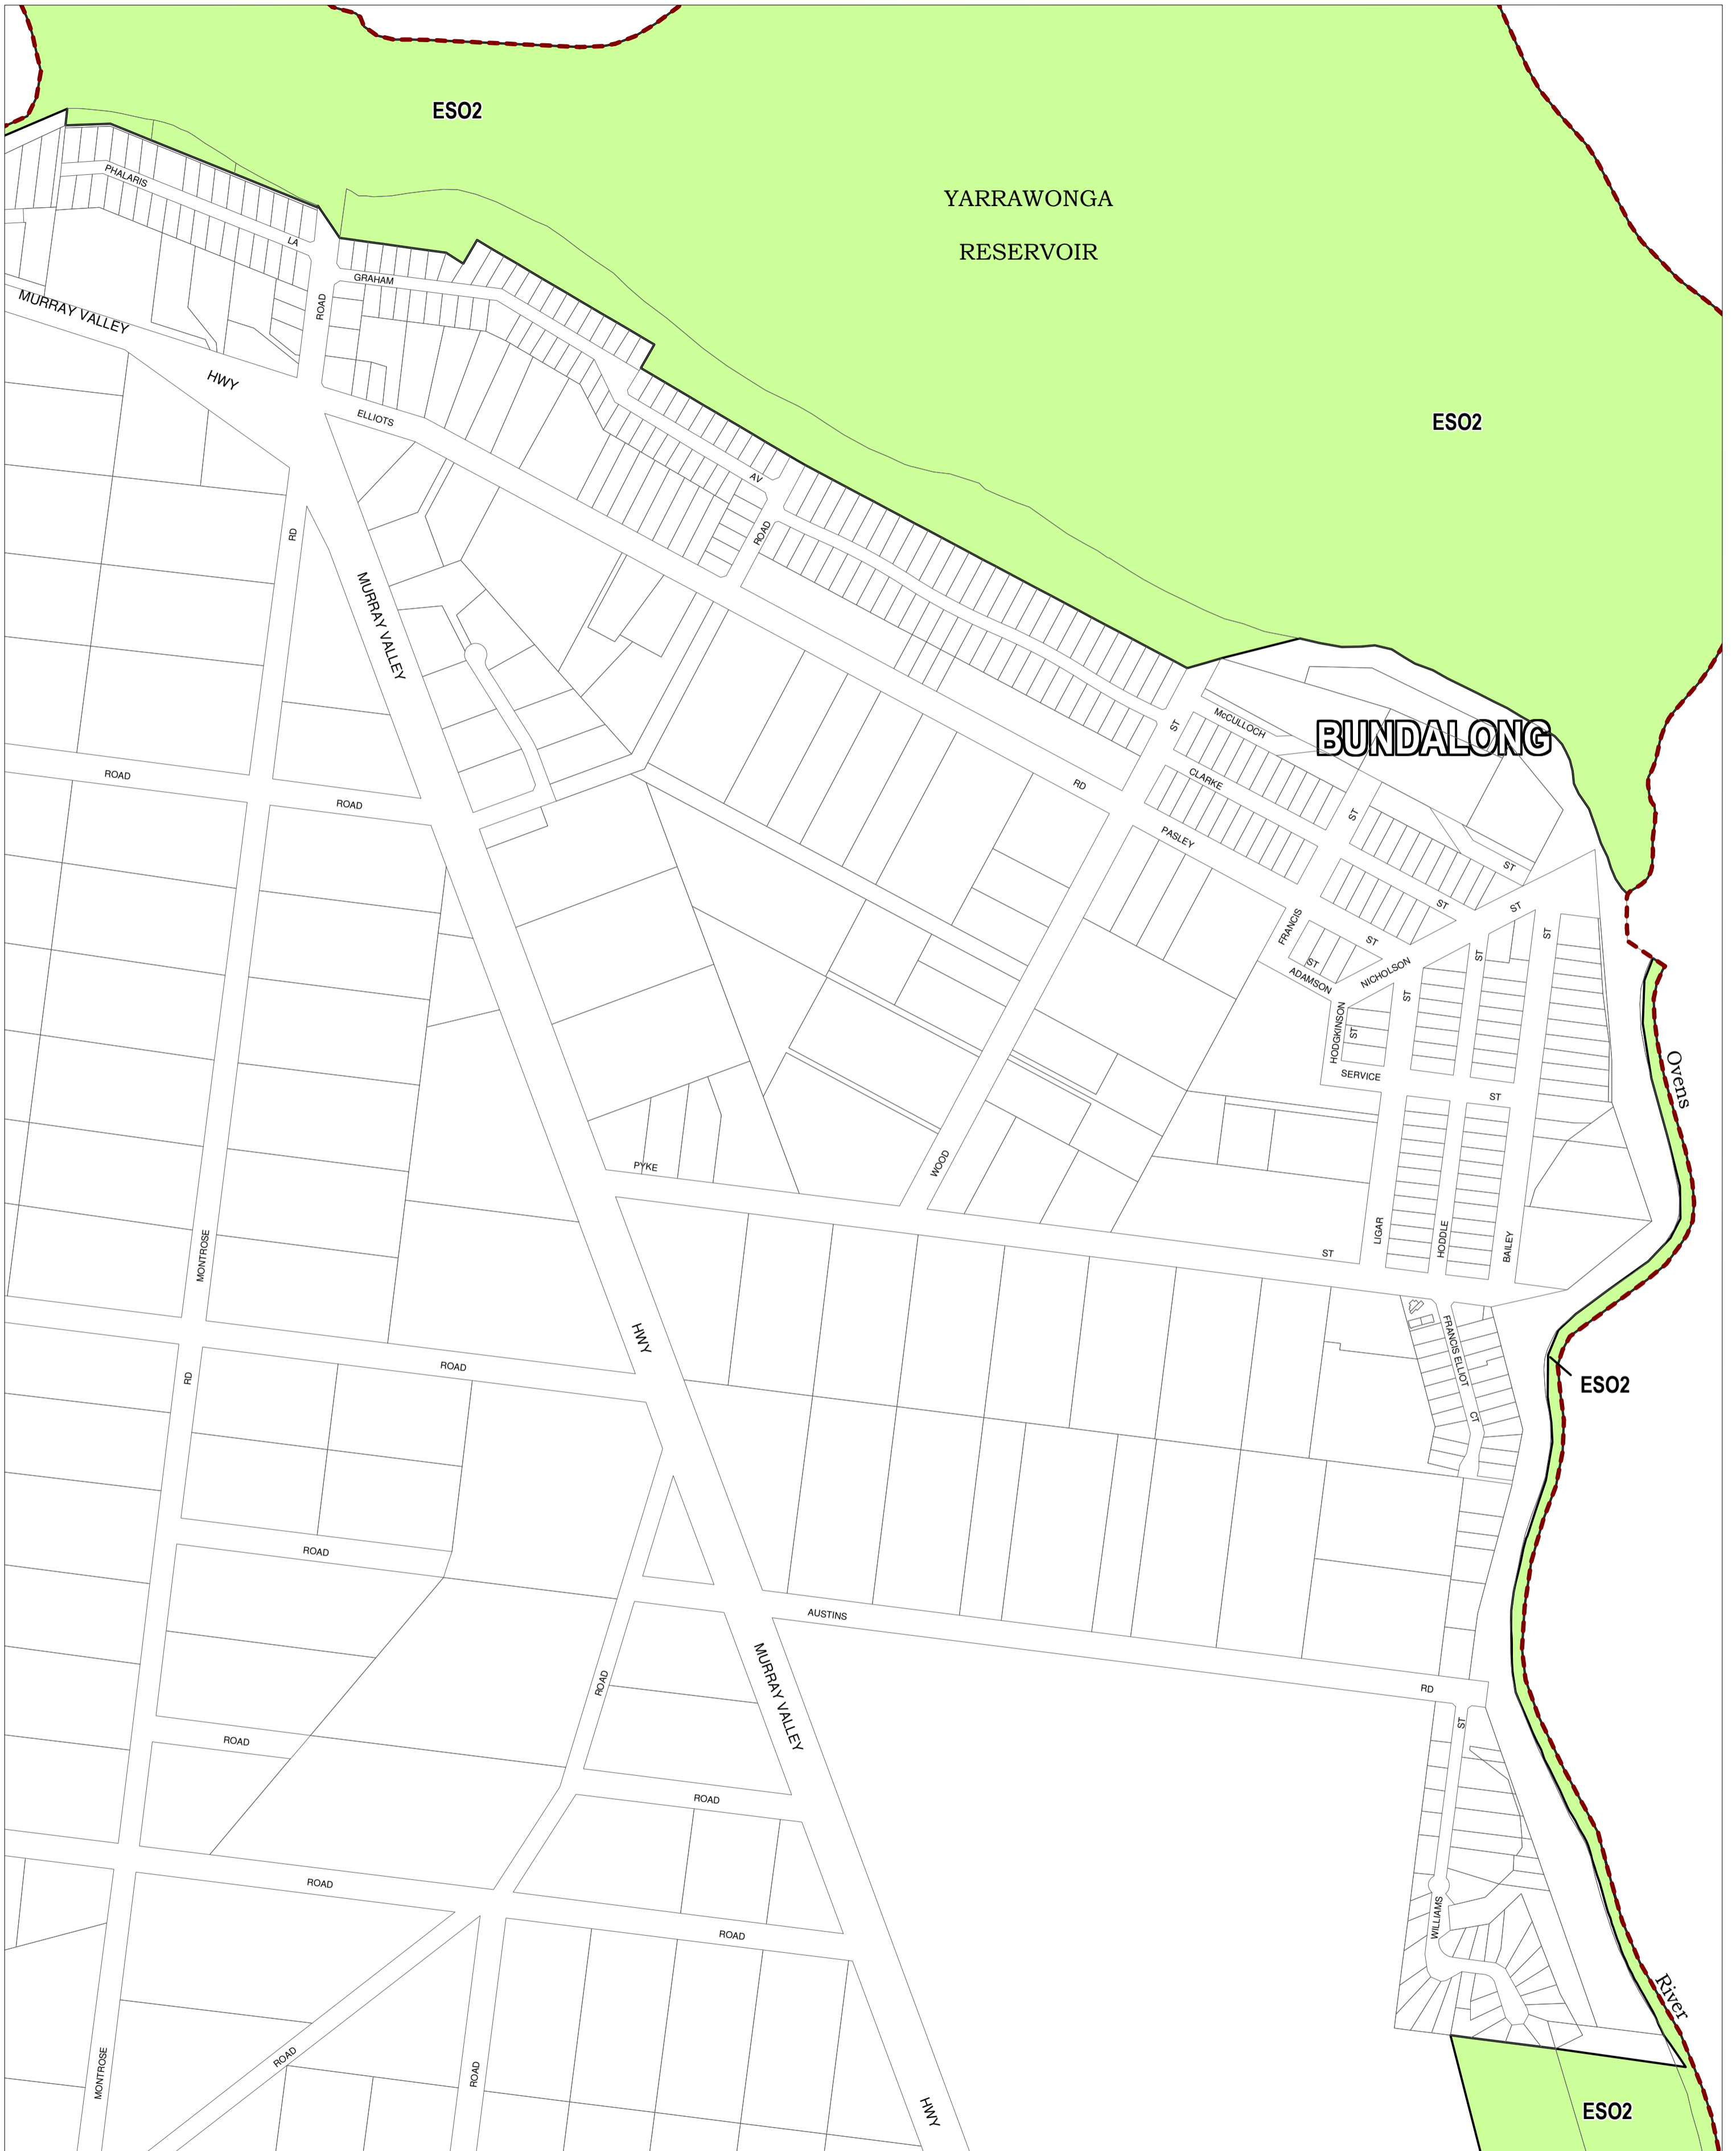 ESO2
PHALARIS
LA
YARRAWONGA
RESERVOIR
GRAHAM
ROAD
MURRAY VALLEY
HWY
ELLIOTS
ESO2
AV
ROAD
RD
MURRAY VALLEY
ST
McCULLOCH
BUNDALONG
ROAD
ROAD
RD
CLARKE
ST
PASLEY
ST
ST
ST
FRANCIS
ST
ST
ST
ST
ADAMSON
NICHOLSON
ST
HODGKINSON
ST
SERVICE
ST
Ovens
PYKE
WOOD
MONTROSE
LIGAR
HODDLE
BAILEY
ST
HWY
FRANCIS ELLIOT
CT
ROAD
RD
ESO2
ROAD
AUSTINS
ROAD
MURRAY VALLEY
RD
ST
ROAD
ROAD
ROAD
WILLIAMS
ROAD
River
ROAD
MONTROSE
ROAD
HWY
ESO2